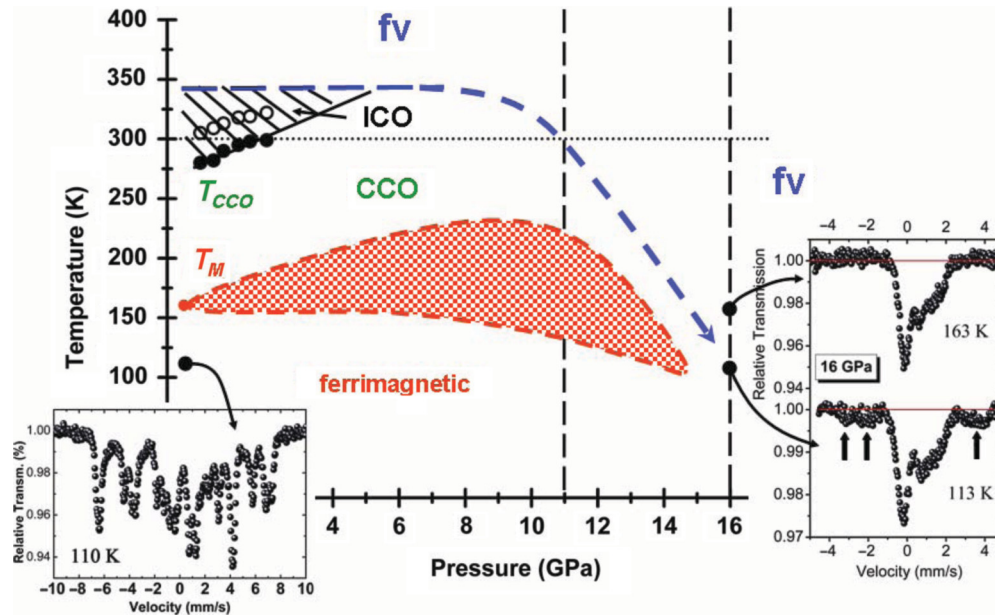 fv
400
350
300
250
200
150
100
Temperature (K)
ICO
T_CCO
CCO
T_M
ferrimagnetic
4
6
8
10
11
12
14
16
Pressure (GPa)
fv
−4
−2
0
2
4
1.00
0.98
0.96
0.94
163 K
16 GPa
1.00
0.99
0.98
0.97
113 K
Relative Transmission
−4
−2
0
2
4
Velocity (mm/s)
1.00
0.98
0.96
0.94
Relative Transm. (%)
110 K
−10
−8
−6
−4
−2
0
2
4
6
8
10
Velocity (mm/s)